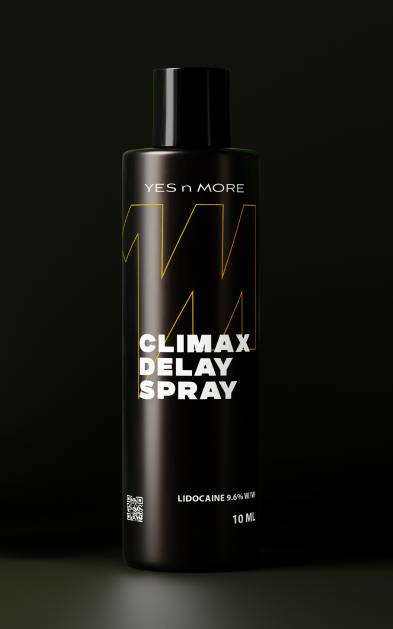 YES n MORE
CLIMAX
DELAY
SPRAY
LIDOCAINE 9.6% W/W
10 ML